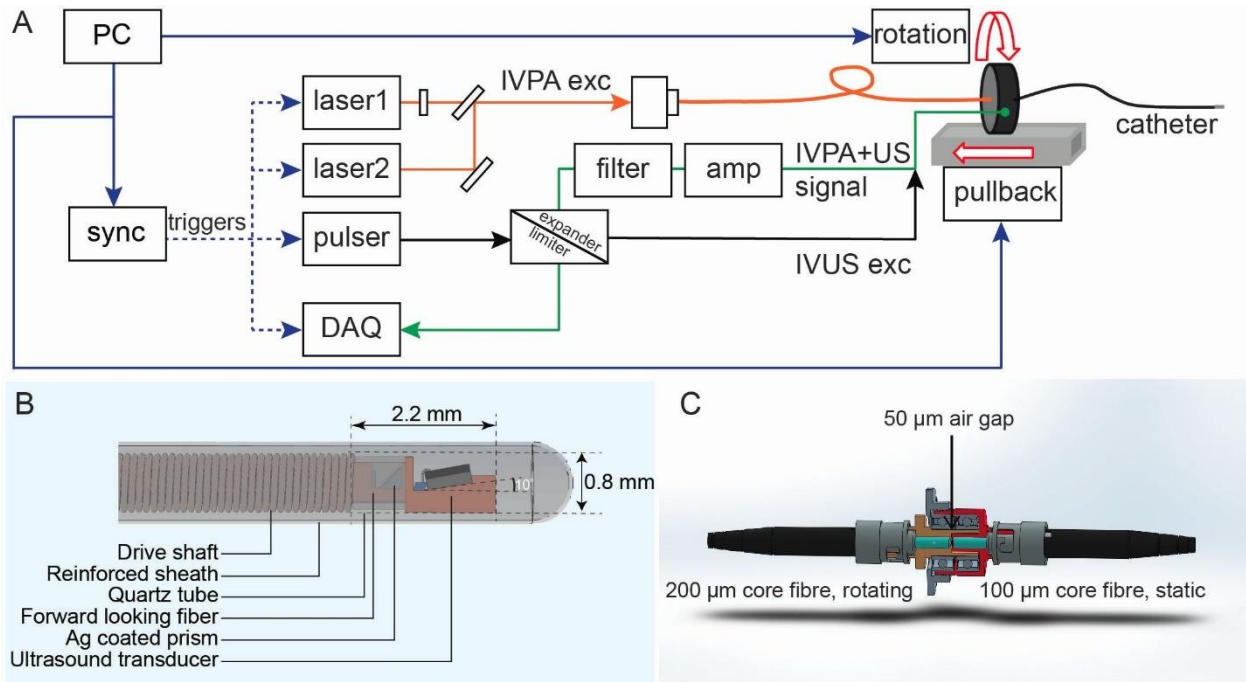 A
PC
rotation
laser1
IVPA exc
catheter
laser2
filter
amp
IVPA+US
signal
pullback
sync
triggers
pulser
expander
limiter
IVUS exc
DAQ
B
2.2 mm
10°
0.8 mm
Drive shaft
Reinforced sheath
Quartz tube
Forward looking fiber
Ag coated prism
Ultrasound transducer
C
50 µm air gap
200 µm core fibre, rotating
100 µm core fibre, static